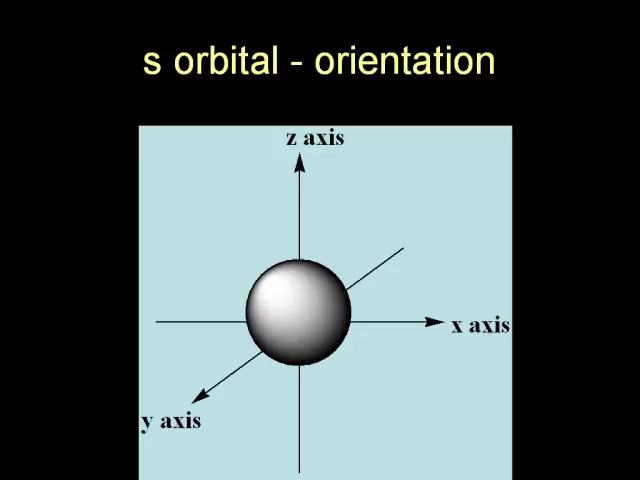 s orbital - orientation
z axis
x axis
y axis